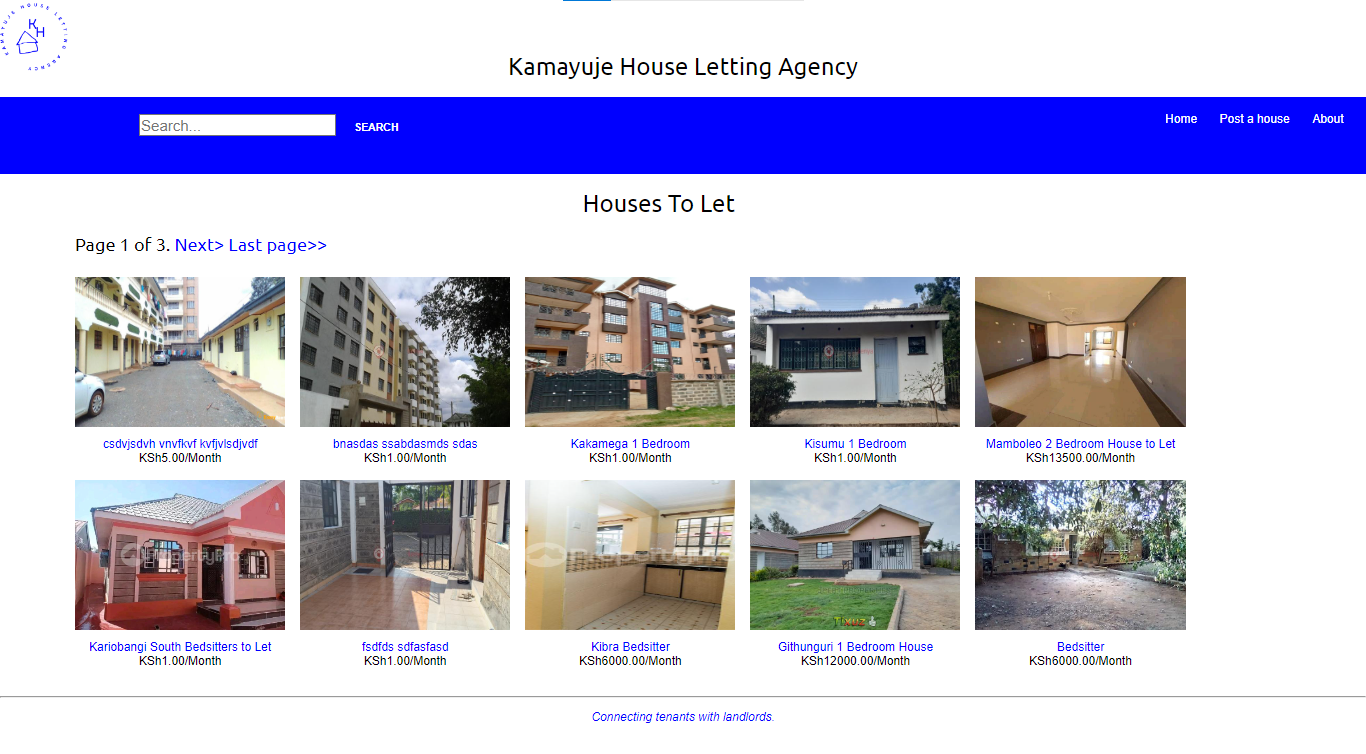 KAMAYUJE HOUSE LETTING AGENCY
KH
Kamayuje House Letting Agency
Search...
SEARCH
Home
Post a house
About
Houses To Let
Page 1 of 3. Next> Last page>>
csdvjsdvh vnvfkvf kvfjvlsdjvdf
KSh5.00/Month
bnasdas ssabdasmds sdas
KSh1.00/Month
Kakamega 1 Bedroom
KSh1.00/Month
Kisumu 1 Bedroom
KSh1.00/Month
Mamboleo 2 Bedroom House to Let
KSh13500.00/Month
Kariobangi South Bedsitters to Let
KSh1.00/Month
fsdfds sdfasfasd
KSh1.00/Month
Kibra Bedsitter
KSh6000.00/Month
Githunguri 1 Bedroom House
KSh12000.00/Month
Bedsitter
KSh6000.00/Month
Connecting tenants with landlords.